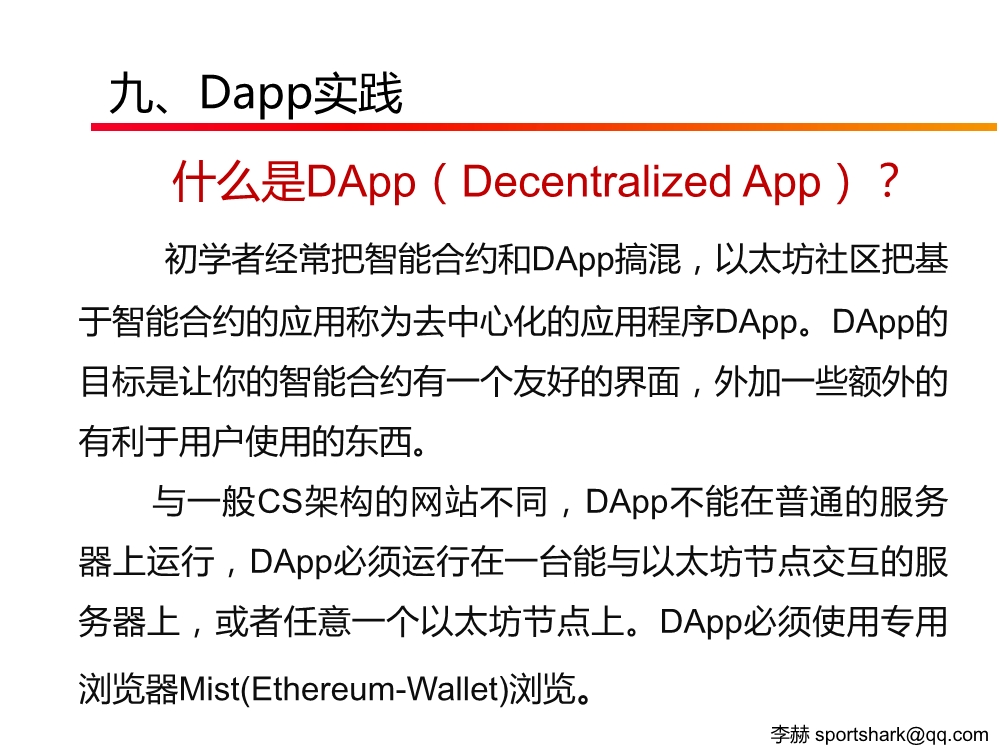 九、Dapp实践
什么是DApp（Decentralized App）？
初学者经常把智能合约和DApp搞混，以太坊社区把基
于智能合约的应用称为去中心化的应用程序DApp。DApp的
目标是让你的智能合约有一个友好的界面，外加一些额外的
有利于用户使用的东西。
与一般CS架构的网站不同，DApp不能在普通的服务
器上运行，DApp必须运行在一台能与以太坊节点交互的服
务器上，或者任意一个以太坊节点上。DApp必须使用专用
浏览器Mist(Ethereum-Wallet)浏览。
李赫 sportshark@qq.com